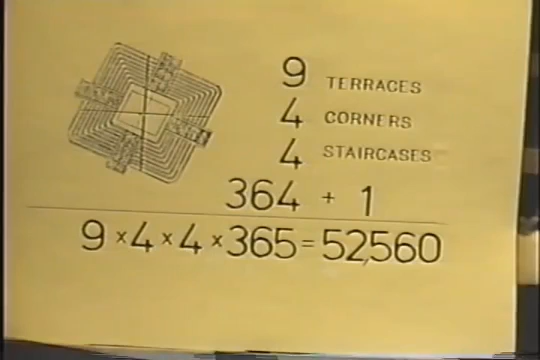 9 TERRACES
4 CORNERS
4 STAIRCASES
364 + 1
9 × 4 × 4 × 365 = 52,560